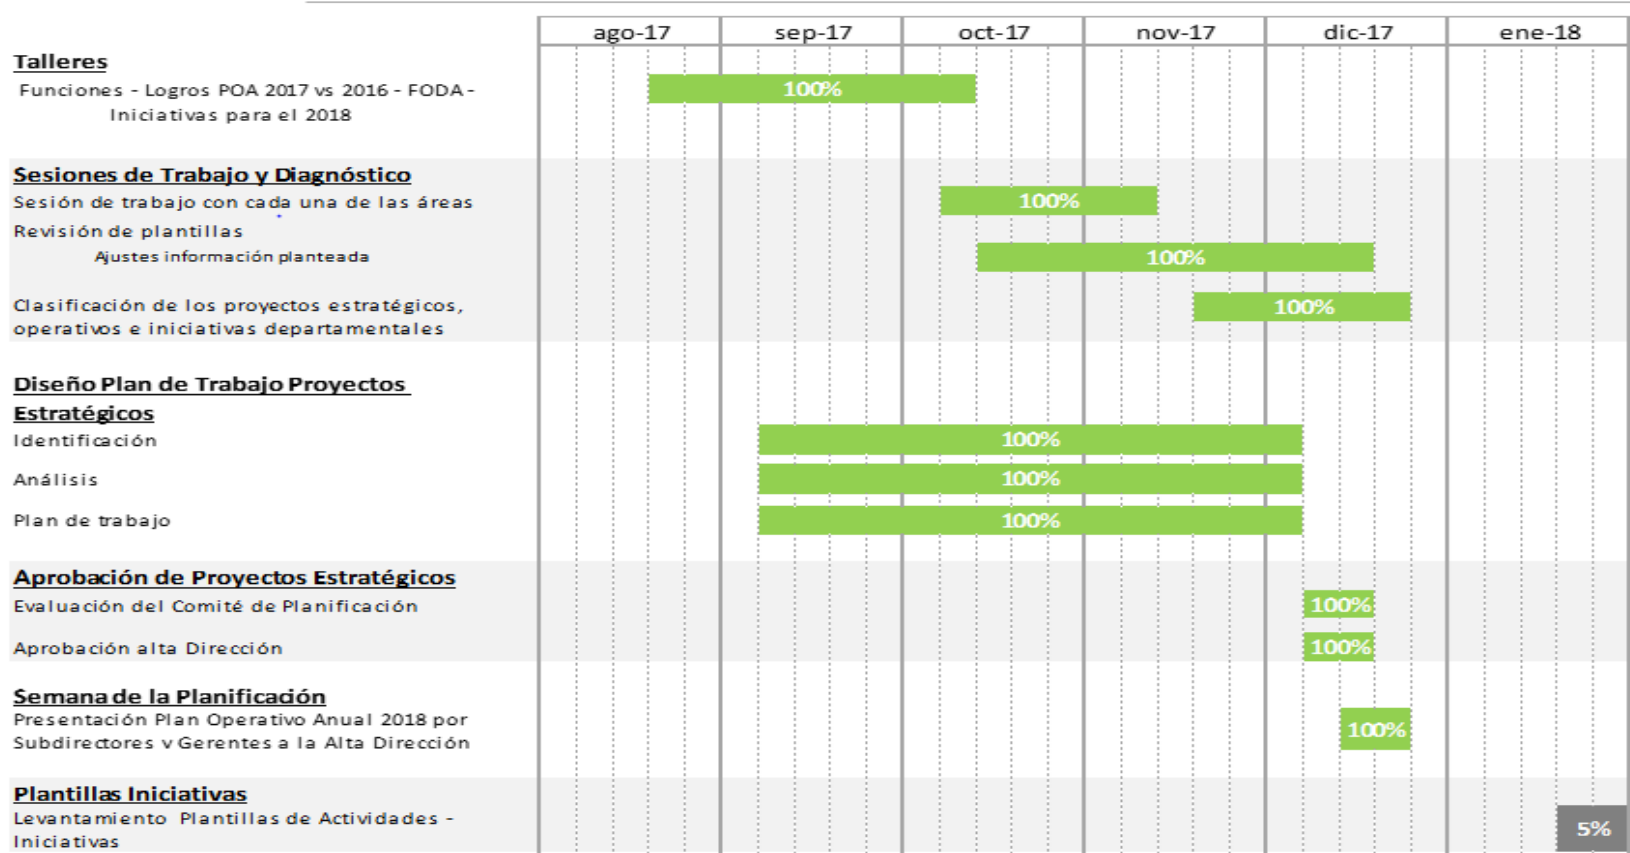 ago-17 sep-17 oct-17 nov-17 dic-17 ene-18
Talleres
Funciones - Logros POA 2017 vs 2016 - FODA -
Iniciativas para el 2018
100%
Sesiones de Trabajo y Diagnóstico
Sesión de trabajo con cada una de las áreas
100%
Revisión de plantillas
Ajustes información planteada
100%
Clasificación de los proyectos estratégicos,
operativos e iniciativas departamentales
100%
Diseño Plan de Trabajo Proyectos
Estratégicos
Identificación
100%
Análisis
100%
Plan de trabajo
100%
Aprobación de Proyectos Estratégicos
Evaluación del Comité de Planificación
100%
Aprobación alta Dirección
100%
Semana de la Planificación
Presentación Plan Operativo Anual 2018 por
Subdirectores y Gerentes a la Alta Dirección
100%
Plantillas Iniciativas
Levantamiento Plantillas de Actividades -
Iniciativas
5%